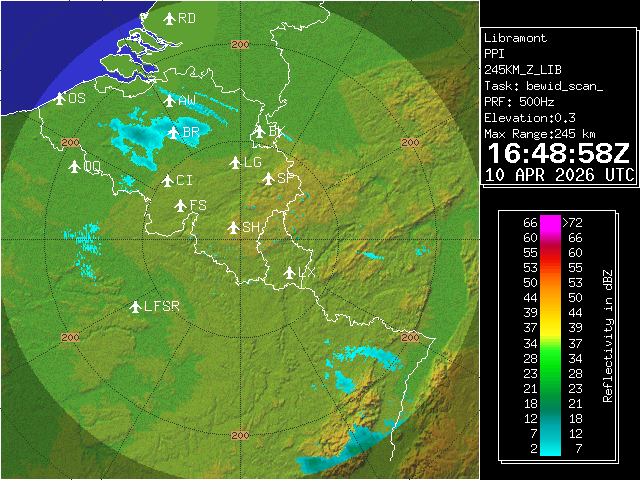 RD
200
OS
AW
BR
BK
200
200
OO
LG
CI
SP
FS
SH
LX
LFSR
200
200
200
Libramont
PPI
245KM_Z_LIB
Task: bewid_scan_
PRF: 500Hz
Elevation:0.3
Max Range:245 km
16:48:58Z
10 APR 2026 UTC
66 >72
60 66
55 60
53 55
50 53
44 50
39 44
37 39
34 37
28 34
24 28
23 24
21 23
18 21
12 18
7 12
2 7
Reflectivity in dBZ